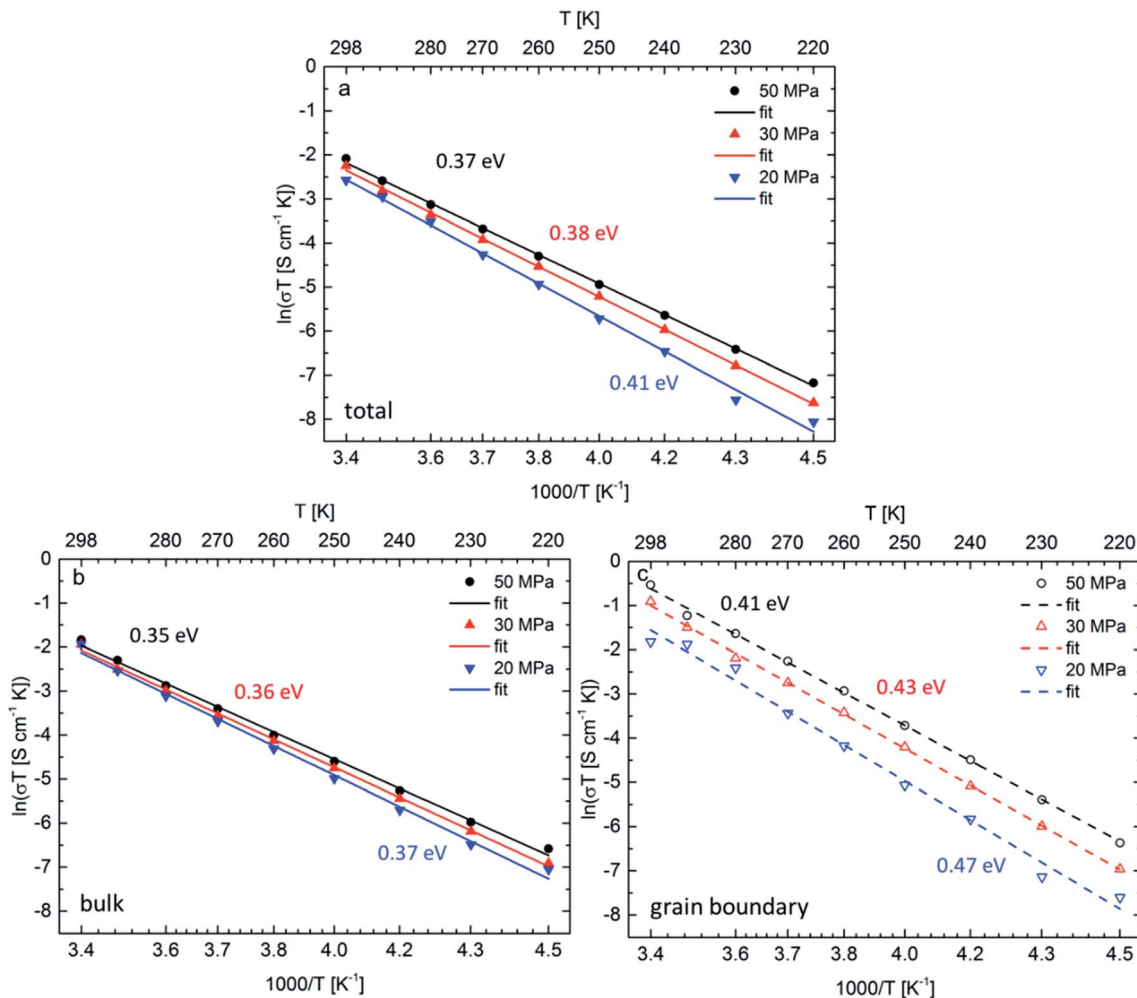 T [K]
298 280 270 260 250 240 230 220
a
0
-1
-2
-3
-4
-5
-6
-7
-8
ln(σT [S cm⁻¹ K])
50 MPa
fit
30 MPa
fit
20 MPa
fit
0.37 eV
0.38 eV
0.41 eV
total
3.4 3.6 3.7 3.8 4.0 4.2 4.3 4.5
1000/T [K⁻¹]
T [K]
298 280 270 260 250 240 230 220
b
0
-1
-2
-3
-4
-5
-6
-7
-8
ln(σT [S cm⁻¹ K])
50 MPa
fit
30 MPa
fit
20 MPa
fit
0.35 eV
0.36 eV
0.37 eV
bulk
3.4 3.6 3.7 3.8 4.0 4.2 4.3 4.5
1000/T [K⁻¹]
T [K]
298 280 270 260 250 240 230 220
c
0
-1
-2
-3
-4
-5
-6
-7
-8
ln(σT [S cm⁻¹ K])
50 MPa
fit
30 MPa
fit
20 MPa
fit
0.41 eV
0.43 eV
0.47 eV
grain boundary
3.4 3.6 3.7 3.8 4.0 4.2 4.3 4.5
1000/T [K⁻¹]